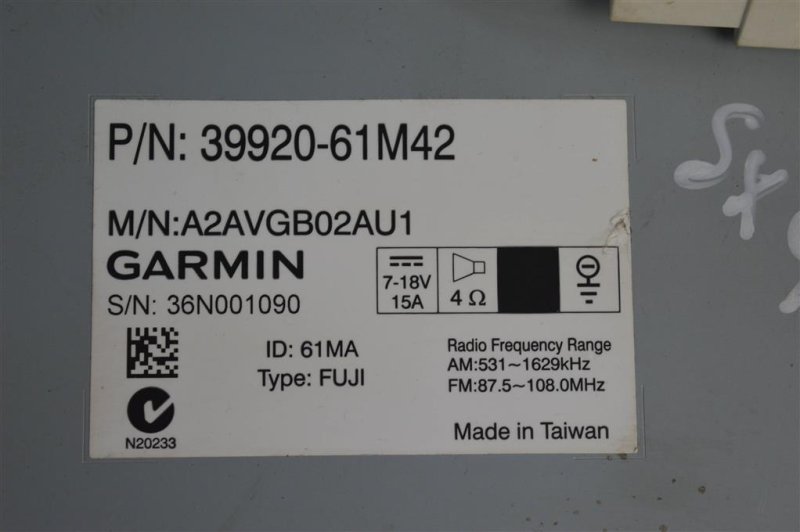 P/N: 39920-61M42
M/N:A2AVGB02AU1
GARMIN
S/N: 36N001090
7-18V
15A
4 Ω
ID: 61MA
Type: FUJI
N20233
Radio Frequency Range
AM:531~1629kHz
FM:87.5~108.0MHz
Made in Taiwan